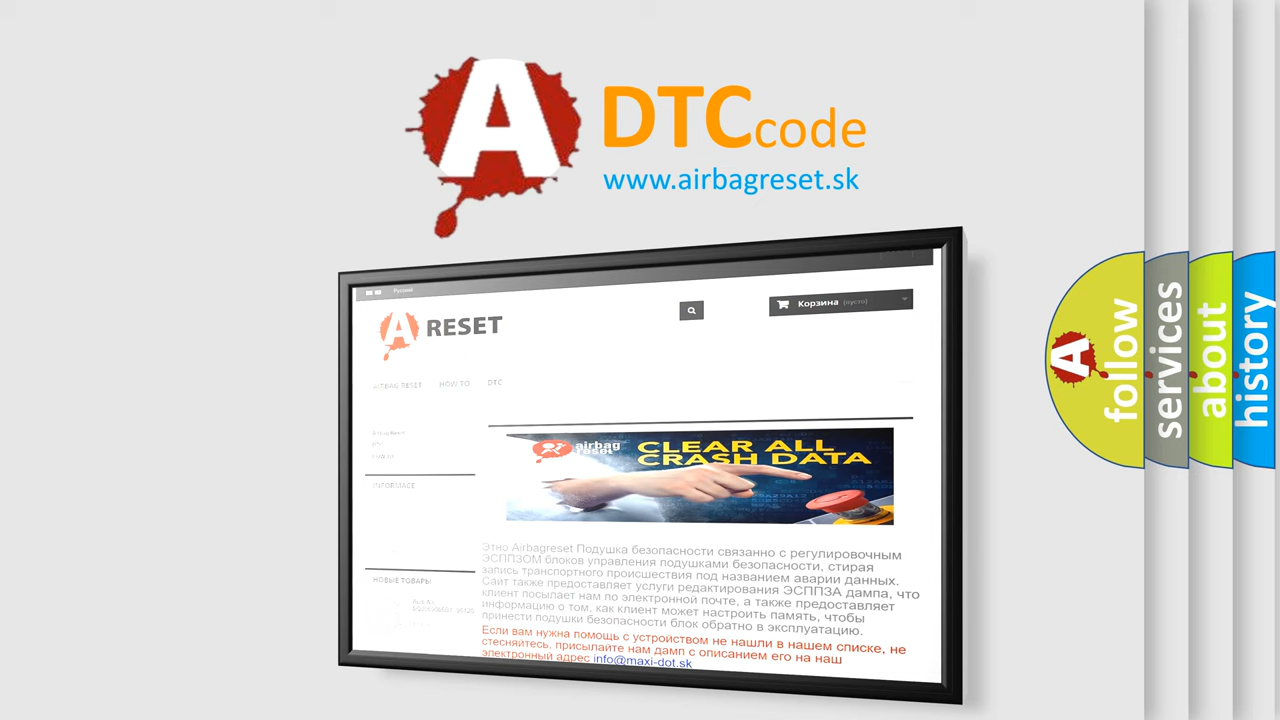 A
DTCcode
www.airbagreset.sk
Русский
A RESET
Корзина (пусто)
AIRBAG RESET HOW TO DTC
INFORMACE
НОВЫЕ ТОВАРЫ
airbag
reset
CLEAR ALL
CRASH DATA
Этно Airbagreset Подушка безопасности связанно с регулировочным
ЭСППЗОМ блоков управления подушками безопасности, стирая
запись транспортного происшествия под названием аварии данных.
Сайт также предоставляет услуги редактирования ЭСППЗА дампа, что
клиент посылает нам по электронной почте, а также предоставляет
информацию о том, как клиент может настроить память, чтобы
принести подушки безопасности блок обратно в эксплуатацию.
Если вам нужна помощь с устройством не нашли в нашем списке, не
стесняйтесь, присылайте нам дамп с описанием его на наш
электронный адрес info@maxi-dot.sk
A
follow
services
about
history